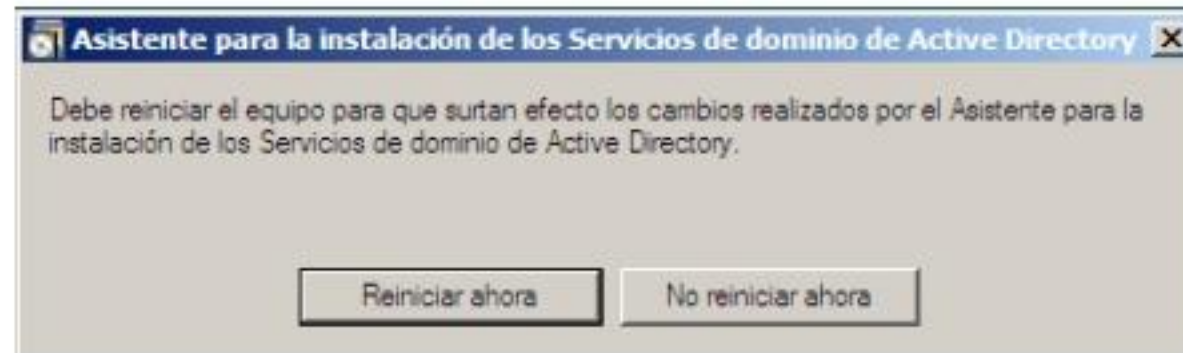 Asistente para la instalación de los Servicios de dominio de Active Directory
Debe reiniciar el equipo para que surtan efecto los cambios realizados por el Asistente para la
instalación de los Servicios de dominio de Active Directory.
Reiniciar ahora
No reiniciar ahora